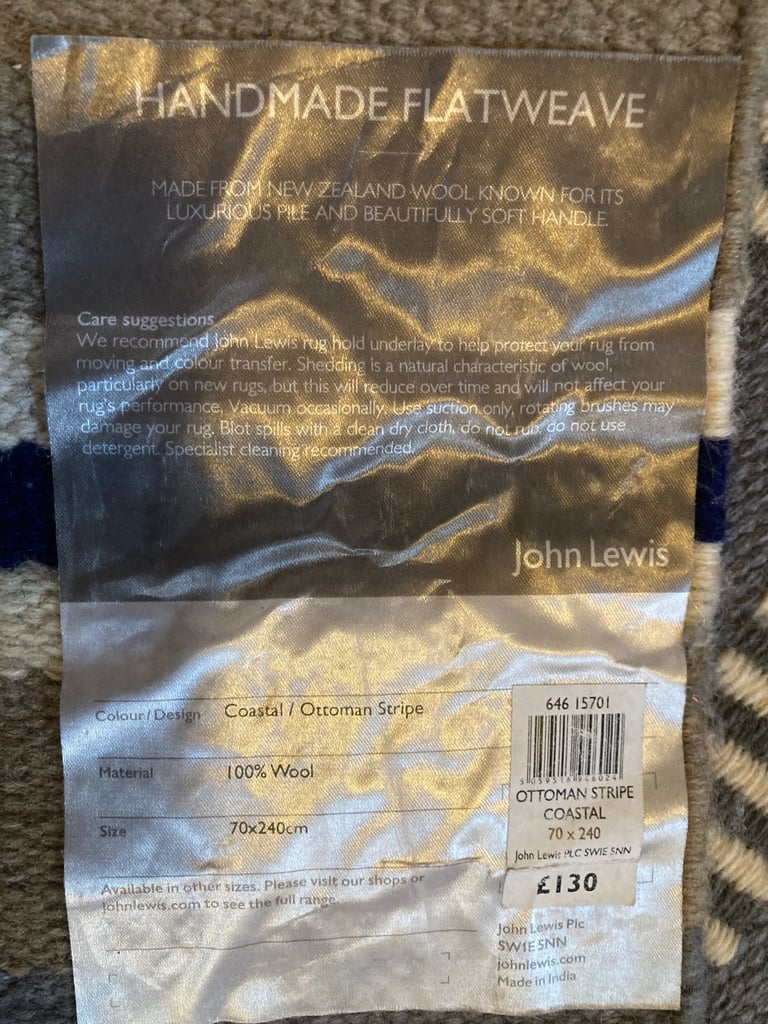 HANDMADE FLATWEAVE
MADE FROM NEW ZEALAND WOOL KNOWN FOR ITS
LUXURIOUS PILE AND BEAUTIFULLY SOFT HANDLE.
Care suggestions
We recommend John Lewis rug hold underlay to help protect your rug from
moving and colour transfer. Shedding is a natural characteristic of wool,
particularly on new rugs, but this will reduce over time and will not affect your
rug's performance. Vacuum occasionally. Use suction only, rotating brushes may
damage your rug. Blot spills with a clean dry cloth, do not rub, do not use
detergent. Specialist cleaning recommended.
John Lewis
Colour/Design Coastal / Ottoman Stripe
Material 100% Wool
Size 70x240cm
Available in other sizes. Please visit our shops or
johnlewis.com to see the full range.
646 15701
5 059516 946024
OTTOMAN STRIPE
COASTAL
70 x 240
John Lewis PLC SW1E 5NN
£130
John Lewis Plc
SW1E 5NN
johnlewis.com
Made in India